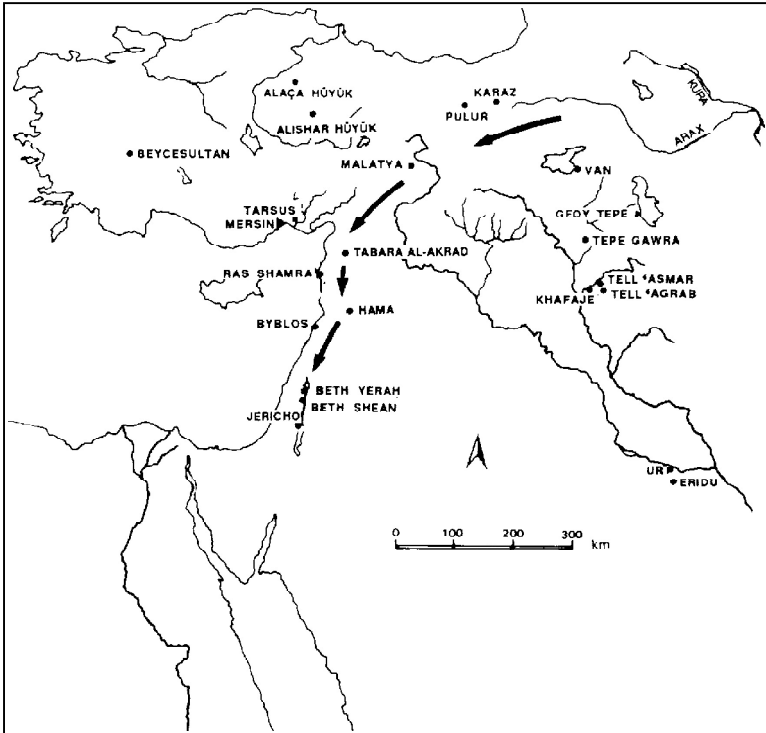 ALAÇA HÜYÜK
ALISHAR HÜYÜK
BEYCESULTAN
PULUR
KARAZ
KURA
ARAX
MALATYA
VAN
TARSUS
MERSIN
GEOY TEPE
TEPE GAWRA
TABARA AL-AKRAD
RAS SHAMRA
TELL ʿASMAR
KHAFAJE
TELL ʿAGRAB
HAMA
BYBLOS
BETH YERAH
BETH SHEAN
JERICHO
UR
ERIDU
0 100 200 300
km